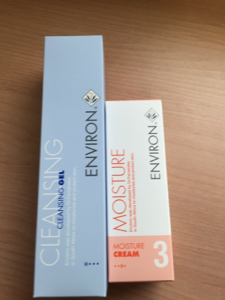 CLEANSING
CLEANSING GEL
ENVIRON
MOISTURE
ENVIRON
MOISTURE
CREAM
3